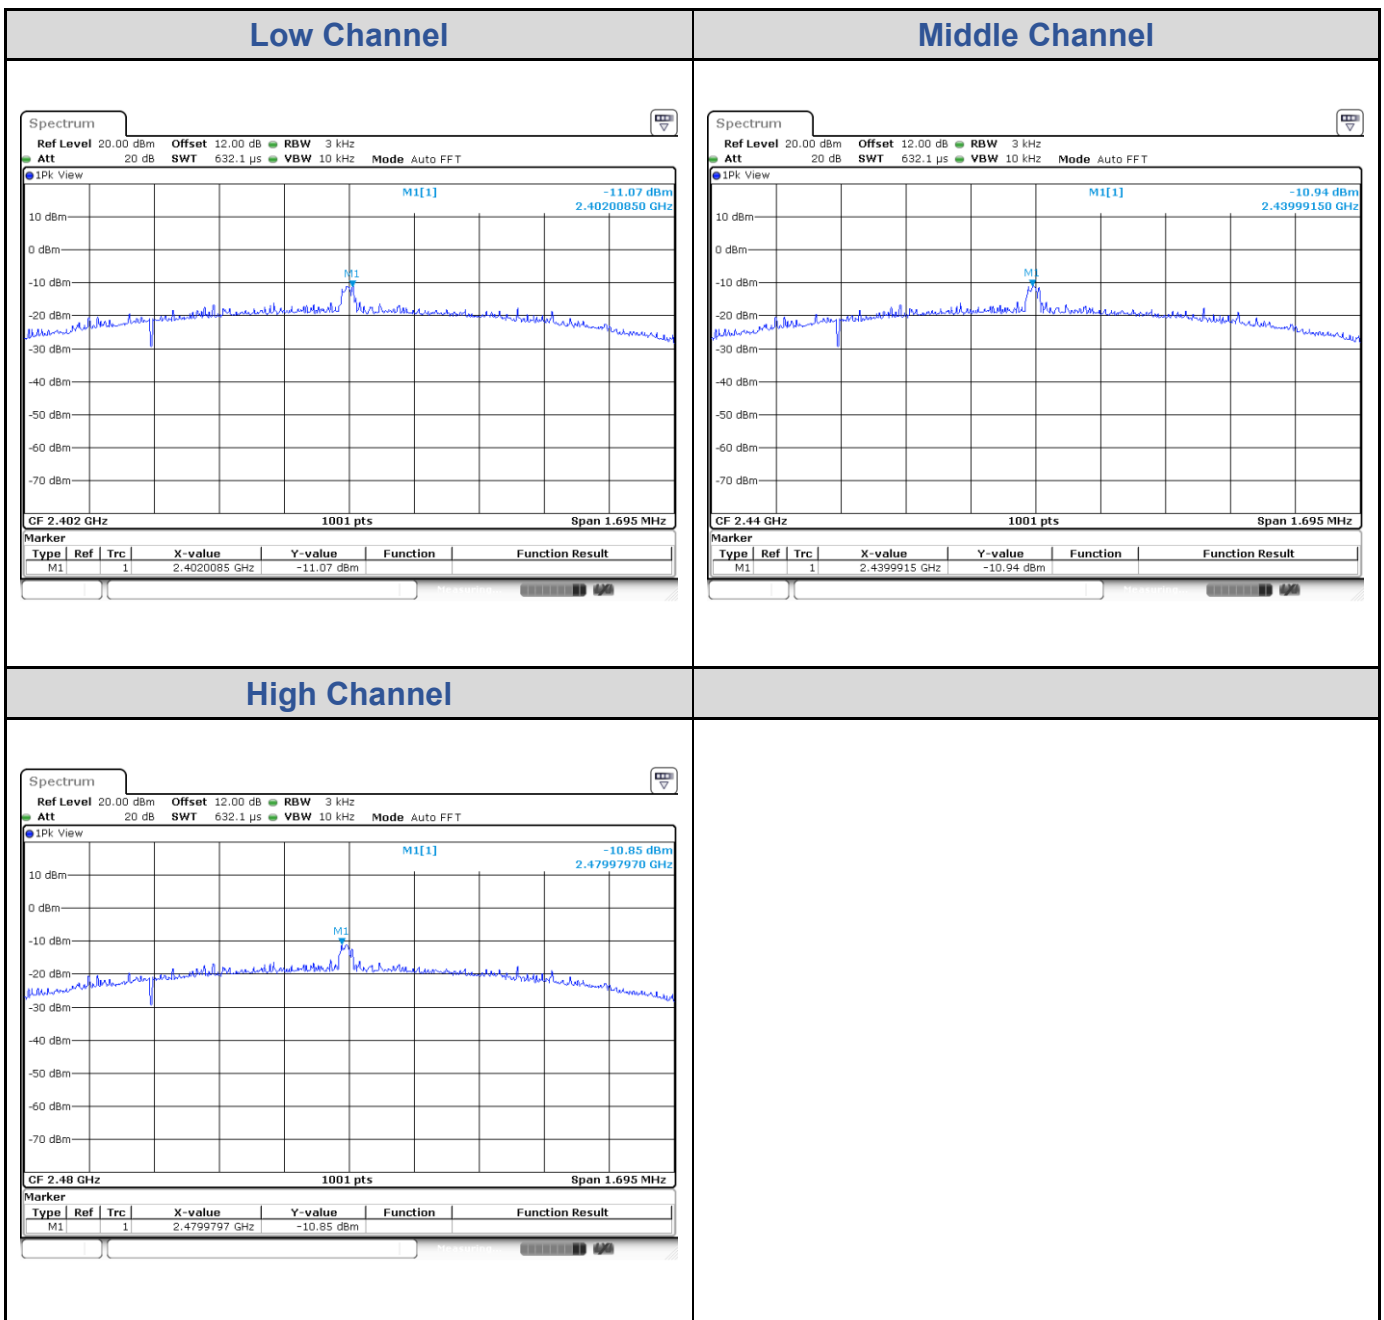 Low Channel
Middle Channel
Spectrum
Ref Level 20.00 dBm Offset 12.00 dB RBW 3 kHz
Att 20 dB SWT 632.1 µs VBW 10 kHz Mode Auto FFT
1Pk View
M1[1] -11.07 dBm
2.40200850 GHz
10 dBm
0 dBm
M1
-10 dBm
-20 dBm
-30 dBm
-40 dBm
-50 dBm
-60 dBm
-70 dBm
CF 2.402 GHz 1001 pts Span 1.695 MHz
Marker
Type Ref Trc X-value Y-value Function Function Result
M1 1 2.4020085 GHz -11.07 dBm
Measuring...
Spectrum
Ref Level 20.00 dBm Offset 12.00 dB RBW 3 kHz
Att 20 dB SWT 632.1 µs VBW 10 kHz Mode Auto FFT
1Pk View
M1[1] -10.94 dBm
2.43999150 GHz
10 dBm
0 dBm
M1
-10 dBm
-20 dBm
-30 dBm
-40 dBm
-50 dBm
-60 dBm
-70 dBm
CF 2.44 GHz 1001 pts Span 1.695 MHz
Marker
Type Ref Trc X-value Y-value Function Function Result
M1 1 2.4399915 GHz -10.94 dBm
Measuring...
High Channel
Spectrum
Ref Level 20.00 dBm Offset 12.00 dB RBW 3 kHz
Att 20 dB SWT 632.1 µs VBW 10 kHz Mode Auto FFT
1Pk View
M1[1] -10.85 dBm
2.47997970 GHz
10 dBm
0 dBm
M1
-10 dBm
-20 dBm
-30 dBm
-40 dBm
-50 dBm
-60 dBm
-70 dBm
CF 2.48 GHz 1001 pts Span 1.695 MHz
Marker
Type Ref Trc X-value Y-value Function Function Result
M1 1 2.4799797 GHz -10.85 dBm
Measuring...